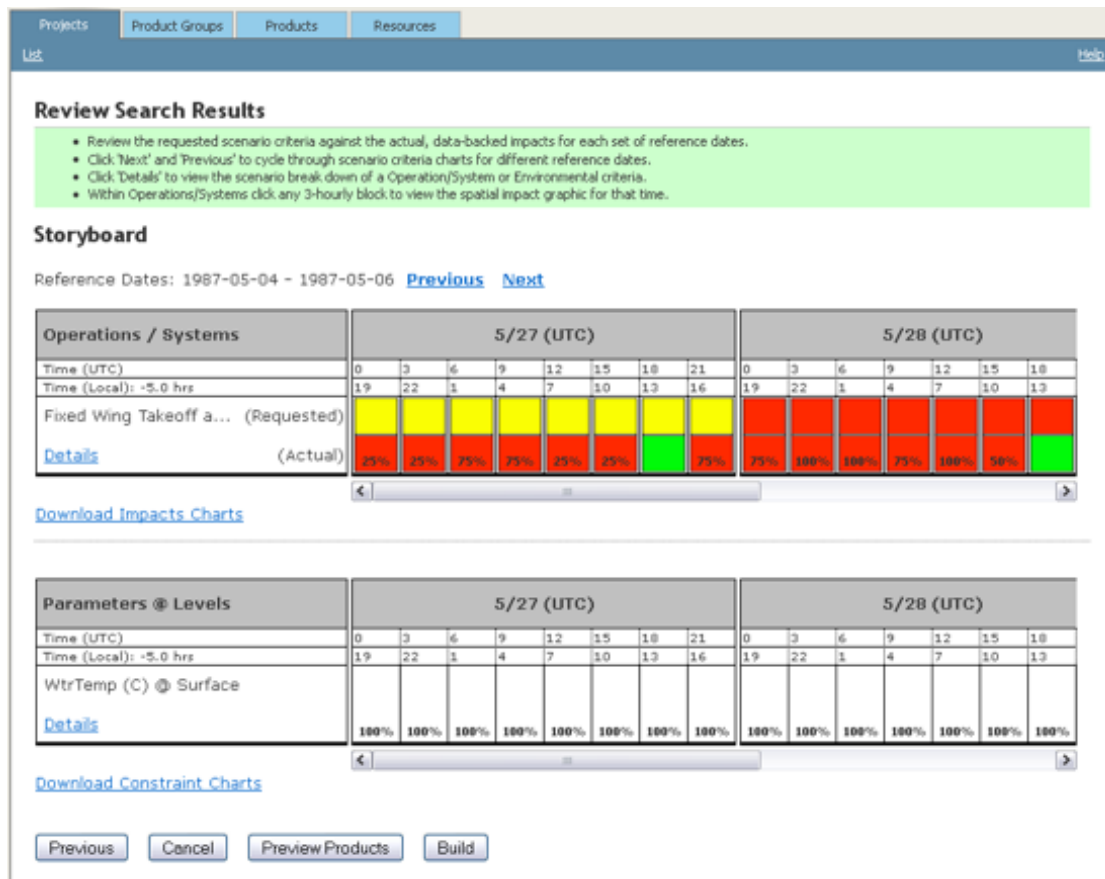 Projects Product Groups Products Resources
List Help
Review Search Results
• Review the requested scenario criteria against the actual, data-backed impacts for each set of reference dates.
• Click 'Next' and 'Previous' to cycle through scenario criteria charts for different reference dates.
• Click 'Details' to view the scenario break down of a Operation/System or Environmental criteria.
• Within Operations/Systems click any 3-hourly block to view the spatial impact graphic for that time.
Storyboard
Reference Dates: 1987-05-04 - 1987-05-06 Previous Next
Operations / Systems 5/27 (UTC) 5/28 (UTC)
Time (UTC) 0 3 6 9 12 15 18 21 0 3 6 9 12 15 18
Time (Local): -5.0 hrs 19 22 1 4 7 10 13 16 19 22 1 4 7 10 13
Fixed Wing Takeoff a... (Requested)
Details (Actual) 25% 25% 75% 75% 25% 25% 75% 75% 100% 100% 75% 100% 50%
Download Impacts Charts
Parameters @ Levels 5/27 (UTC) 5/28 (UTC)
Time (UTC) 0 3 6 9 12 15 18 21 0 3 6 9 12 15 18
Time (Local): -5.0 hrs 19 22 1 4 7 10 13 16 19 22 1 4 7 10 13
WtrTemp (C) @ Surface
Details 100% 100% 100% 100% 100% 100% 100% 100% 100% 100% 100% 100% 100% 100% 100%
Download Constraint Charts
Previous Cancel Preview Products Build